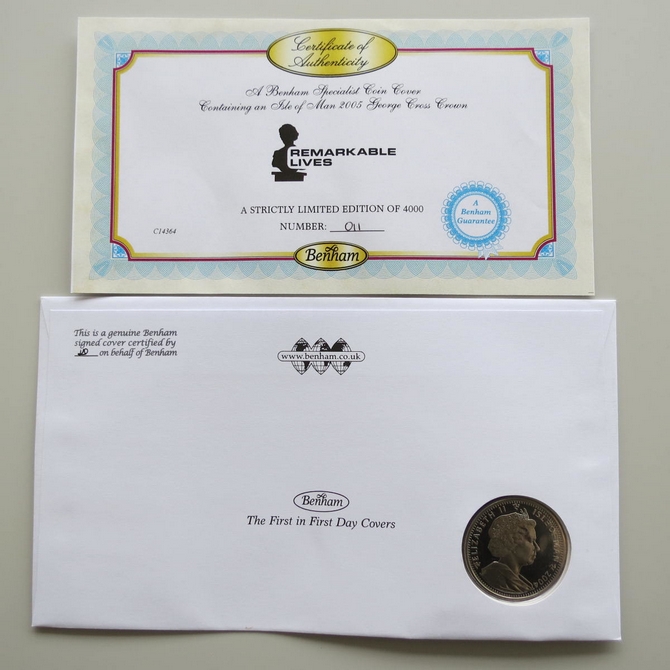 Certificate of
Authenticity
A Benham Specialist Coin Cover
Containing an Isle of Man 2005 George Cross Crown
REMARKABLE
LIVES
A STRICTLY LIMITED EDITION OF 4000
NUMBER: 011
C14364
A
Benham
Guarantee
Benham
This is a genuine Benham
signed cover certified by
on behalf of Benham
www.benham.co.uk
Benham
The First in First Day Covers
ELIZABETH II ISLE OF MAN 2004